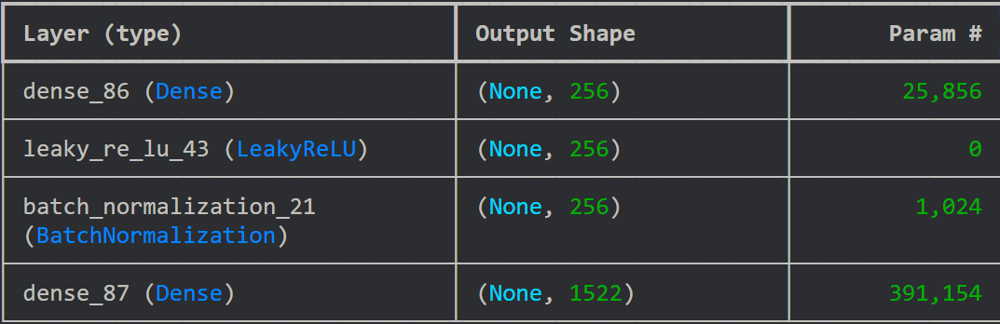 Layer (type) Output Shape Param #
dense_86 (Dense) (None, 256) 25,856
leaky_re_lu_43 (LeakyReLU) (None, 256) 0
batch_normalization_21 (None, 256) 1,024
(BatchNormalization)
dense_87 (Dense) (None, 1522) 391,154